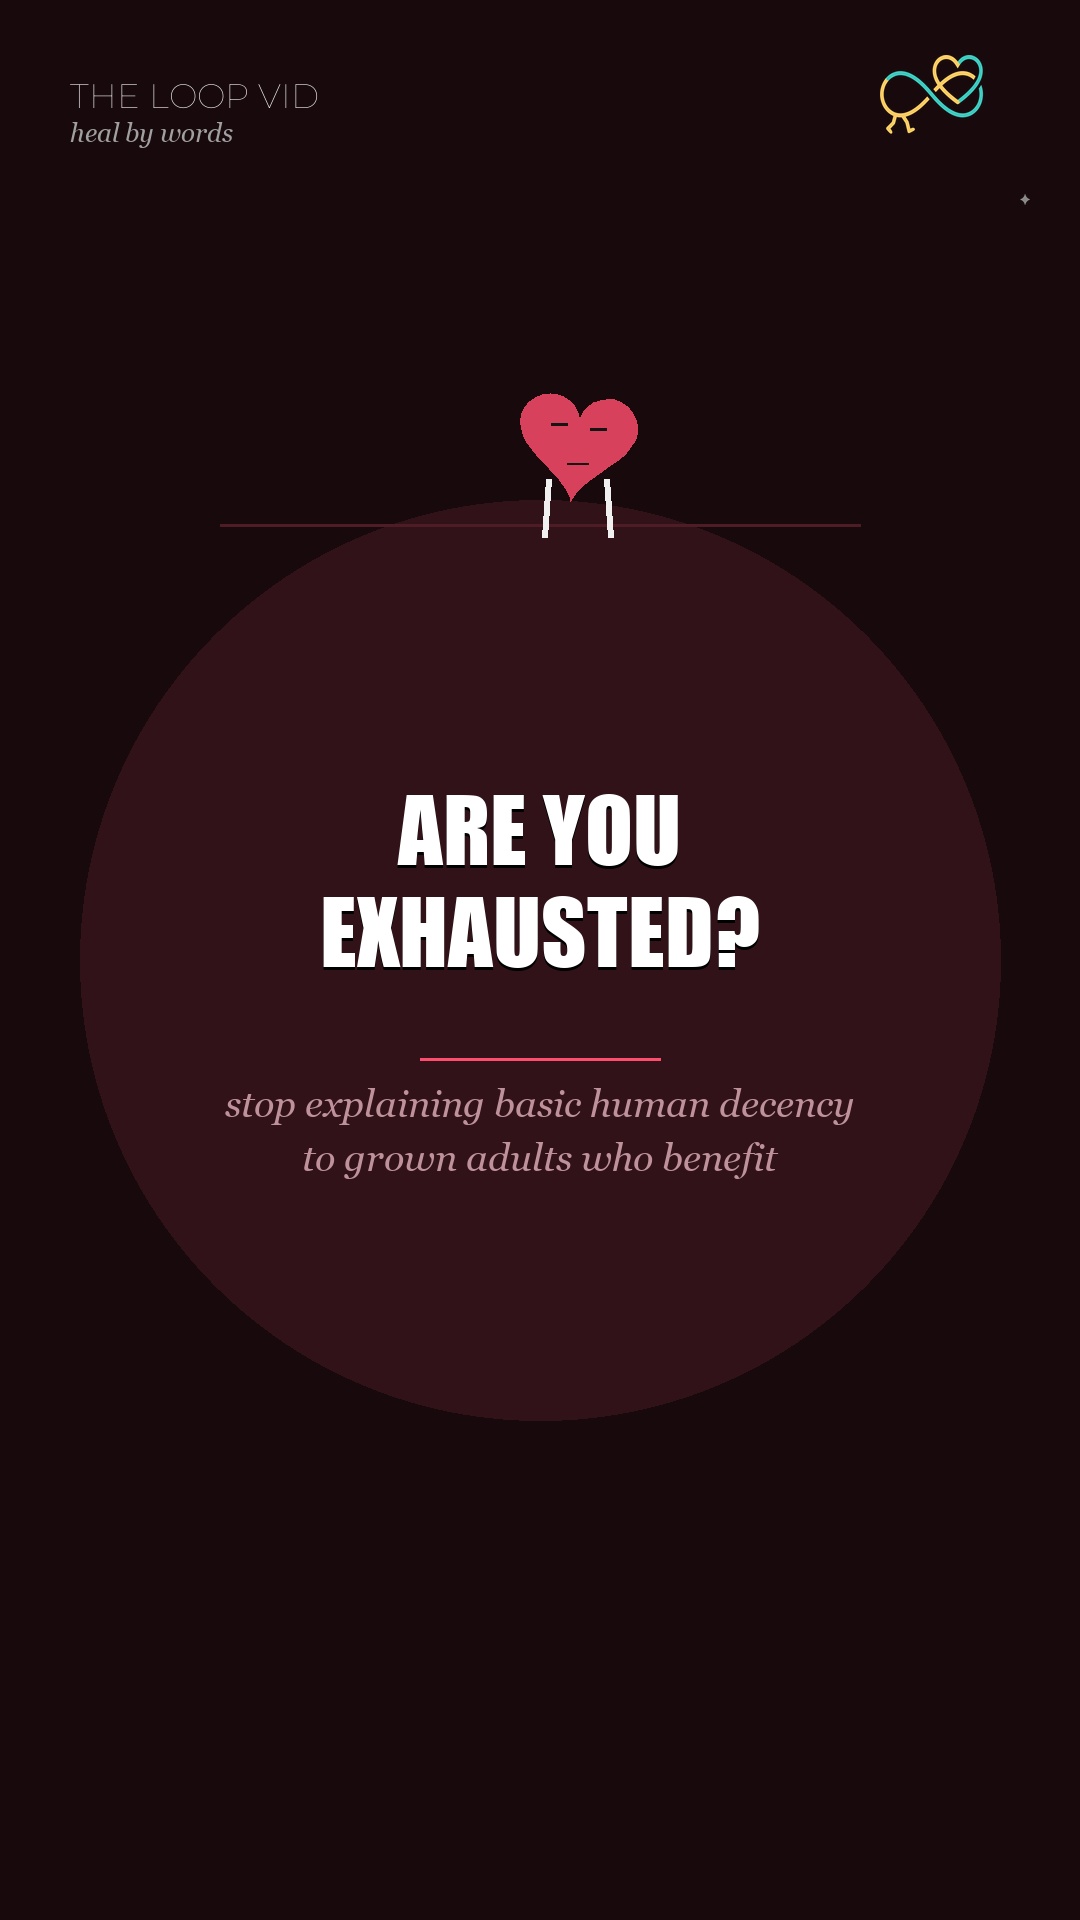 THE LOOP VID
heal by words
ARE YOU
EXHAUSTED?
stop explaining basic human decency
to grown adults who benefit